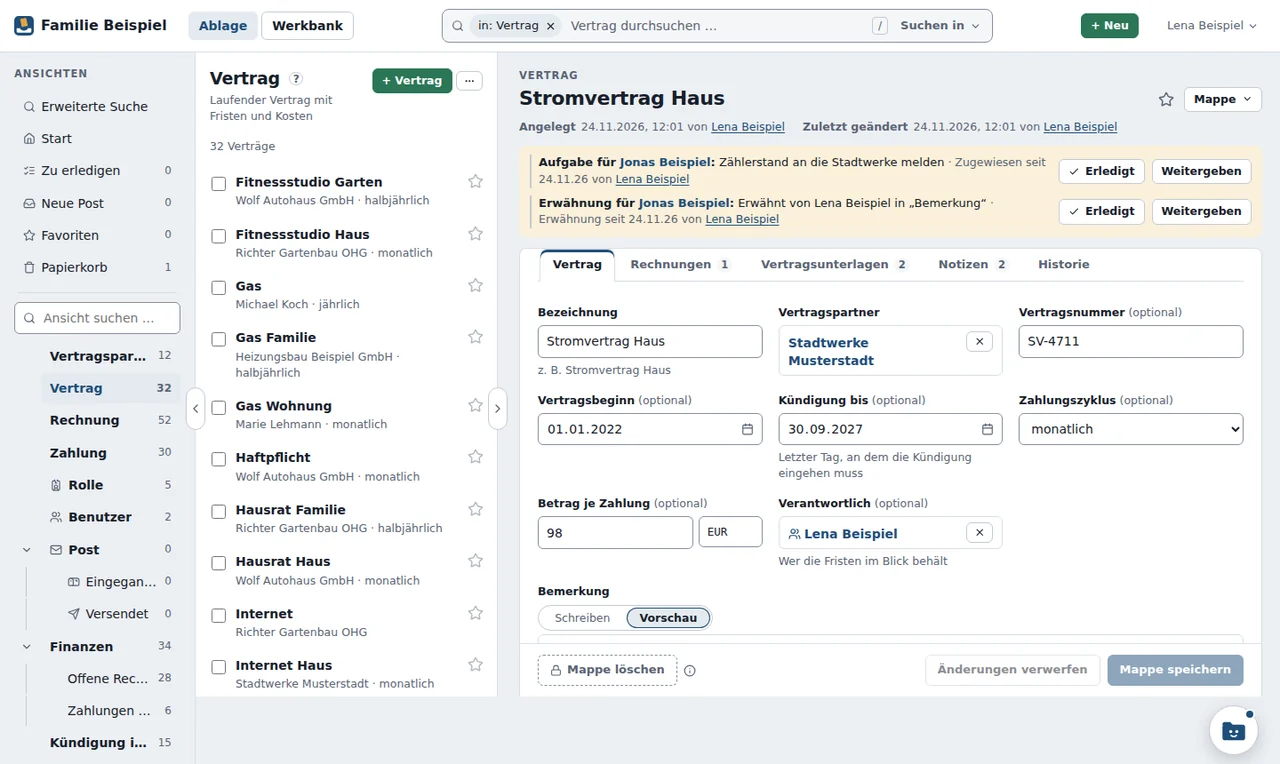 Familie Beispiel
Ablage
Werkbank
in: Vertrag ×
Vertrag durchsuchen …
/
Suchen in
+ Neu
Lena Beispiel
ANSICHTEN
Erweiterte Suche
Start
Zu erledigen 0
Neue Post 0
Favoriten 0
Papierkorb 1
Ansicht suchen …
Vertragspar… 12
Vertrag 32
Rechnung 52
Zahlung 30
Rolle 5
Benutzer 2
Post 0
Eingegan… 0
Versendet 0
Finanzen 34
Offene Rec… 28
Zahlungen … 6
Kündigung i… 15
Vertrag ?
+ Vertrag
...
Laufender Vertrag mit
Fristen und Kosten
32 Verträge
Fitnessstudio Garten
Wolf Autohaus GmbH · halbjährlich
Fitnessstudio Haus
Richter Gartenbau OHG · monatlich
Gas
Michael Koch · jährlich
Gas Familie
Heizungsbau Beispiel GmbH ·
halbjährlich
Gas Wohnung
Marie Lehmann · monatlich
Haftpflicht
Wolf Autohaus GmbH · monatlich
Hausrat Familie
Richter Gartenbau OHG · halbjährlich
Hausrat Haus
Wolf Autohaus GmbH · monatlich
Internet
Richter Gartenbau OHG
Internet Haus
Stadtwerke Musterstadt · monatlich
VERTRAG
Stromvertrag Haus
Mappe
Angelegt 24.11.2026, 12:01 von Lena Beispiel Zuletzt geändert 24.11.2026, 12:01 von Lena Beispiel
Aufgabe für Jonas Beispiel: Zählerstand an die Stadtwerke melden · Zugewiesen seit
24.11.26 von Lena Beispiel
Erledigt
Weitergeben
Erwähnung für Jonas Beispiel: Erwähnt von Lena Beispiel in „Bemerkung“ ·
Erwähnung seit 24.11.26 von Lena Beispiel
Erledigt
Weitergeben
Vertrag
Rechnungen 1
Vertragsunterlagen 2
Notizen 2
Historie
Bezeichnung
Stromvertrag Haus
z. B. Stromvertrag Haus
Vertragspartner
Stadtwerke
Musterstadt
×
Vertragsnummer (optional)
SV-4711
Vertragsbeginn (optional)
01.01.2022
Kündigung bis (optional)
30.09.2027
Letzter Tag, an dem die Kündigung
eingehen muss
Zahlungszyklus (optional)
monatlich
Betrag je Zahlung (optional)
98
EUR
Verantwortlich (optional)
Lena Beispiel
×
Wer die Fristen im Blick behält
Bemerkung
Schreiben
Vorschau
Mappe löschen
Änderungen verwerfen
Mappe speichern